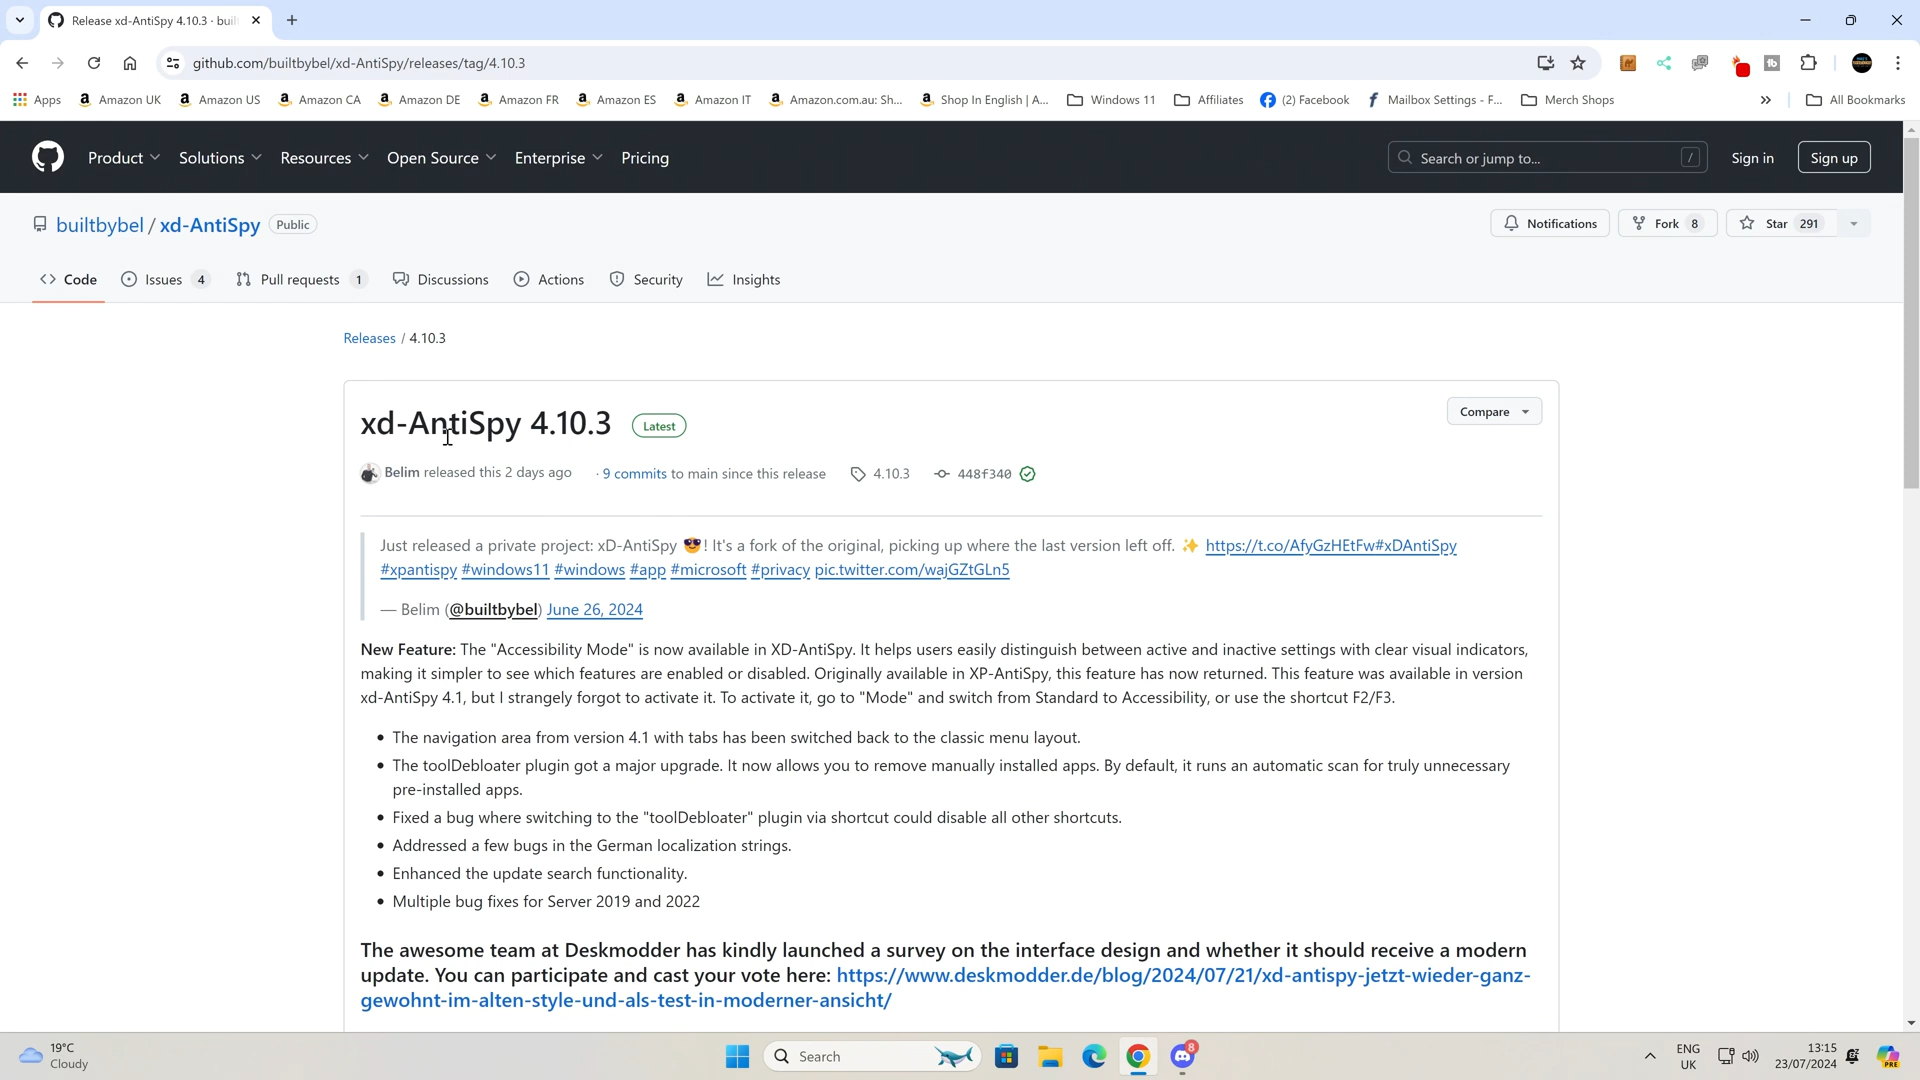 Release xd-AntiSpy 4.10.3 · buil
github.com/builtbybel/xd-AntiSpy/releases/tag/4.10.3
Apps Amazon UK Amazon US Amazon CA Amazon DE Amazon FR Amazon ES Amazon IT Amazon.com.au: Sh... Shop In English | A... Windows 11 Affiliates (2) Facebook Mailbox Settings - F... Merch Shops » All Bookmarks
Product Solutions Resources Open Source Enterprise Pricing Search or jump to... / Sign in Sign up
builtbybel / xd-AntiSpy Public Notifications Fork 8 Star 291
Code Issues 4 Pull requests 1 Discussions Actions Security Insights
Releases / 4.10.3
xd-AntiSpy 4.10.3 Latest Compare
Belim released this 2 days ago · 9 commits to main since this release 4.10.3 448f340
Just released a private project: xD-AntiSpy 😎! It's a fork of the original, picking up where the last version left off. ✨ https://t.co/AfyGzHEtFw#xDAntiSpy
#xpantispy #windows11 #windows #app #microsoft #privacy pic.twitter.com/wajGZtGLn5
— Belim (@builtbybel) June 26, 2024
New Feature: The "Accessibility Mode" is now available in XD-AntiSpy. It helps users easily distinguish between active and inactive settings with clear visual indicators,
making it simpler to see which features are enabled or disabled. Originally available in XP-AntiSpy, this feature has now returned. This feature was available in version
xd-AntiSpy 4.1, but I strangely forgot to activate it. To activate it, go to "Mode" and switch from Standard to Accessibility, or use the shortcut F2/F3.
• The navigation area from version 4.1 with tabs has been switched back to the classic menu layout.
• The toolDebloater plugin got a major upgrade. It now allows you to remove manually installed apps. By default, it runs an automatic scan for truly unnecessary
pre-installed apps.
• Fixed a bug where switching to the "toolDebloater" plugin via shortcut could disable all other shortcuts.
• Addressed a few bugs in the German localization strings.
• Enhanced the update search functionality.
• Multiple bug fixes for Server 2019 and 2022
The awesome team at Deskmodder has kindly launched a survey on the interface design and whether it should receive a modern
update. You can participate and cast your vote here: https://www.deskmodder.de/blog/2024/07/21/xd-antispy-jetzt-wieder-ganz-
gewohnt-im-alten-style-und-als-test-in-moderner-ansicht/
19°C
Cloudy
Search
8
ENG
UK
13:15
23/07/2024
PRE